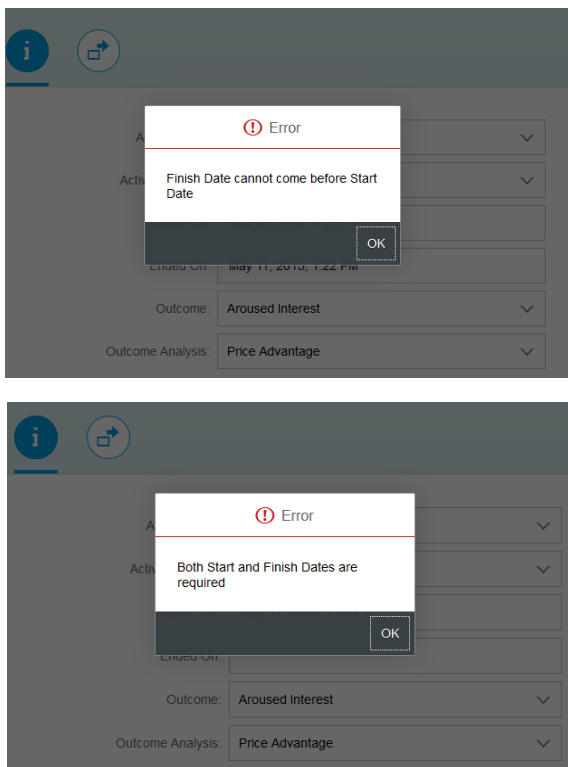 i
Error
A
Finish Date cannot come before Start
Date
Activ
OK
Ended On: May 11, 2015, 1:22 PM
Outcome: Aroused Interest
Outcome Analysis: Price Advantage
i
Error
A
Both Start and Finish Dates are
required
Activ
OK
Ended On:
Outcome: Aroused Interest
Outcome Analysis: Price Advantage